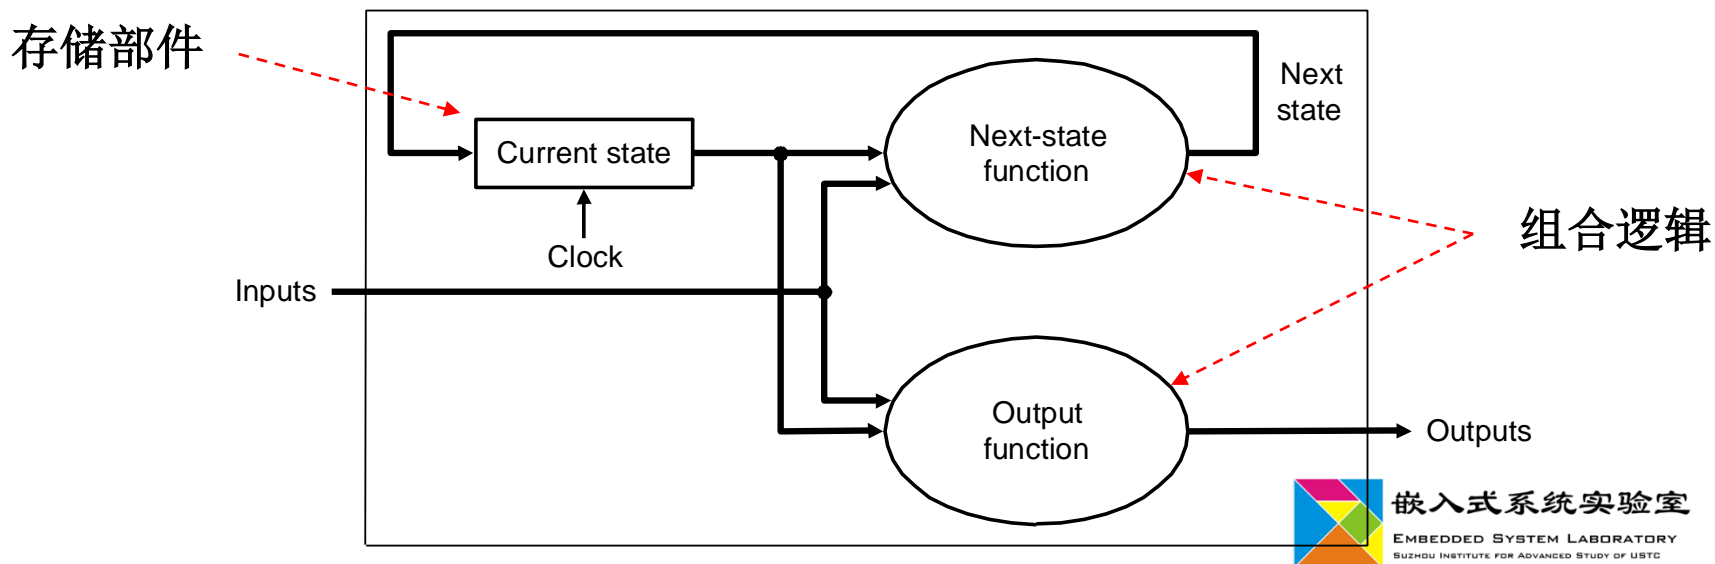 存储部件
Next
state
Current state
Next-state
function
Clock
组合逻辑
Inputs
Output
function
Outputs
嵌入式系统实验室
EMBEDDED SYSTEM LABORATORY
SUZHOU INSTITUTE FOR ADVANCED STUDY OF USTC